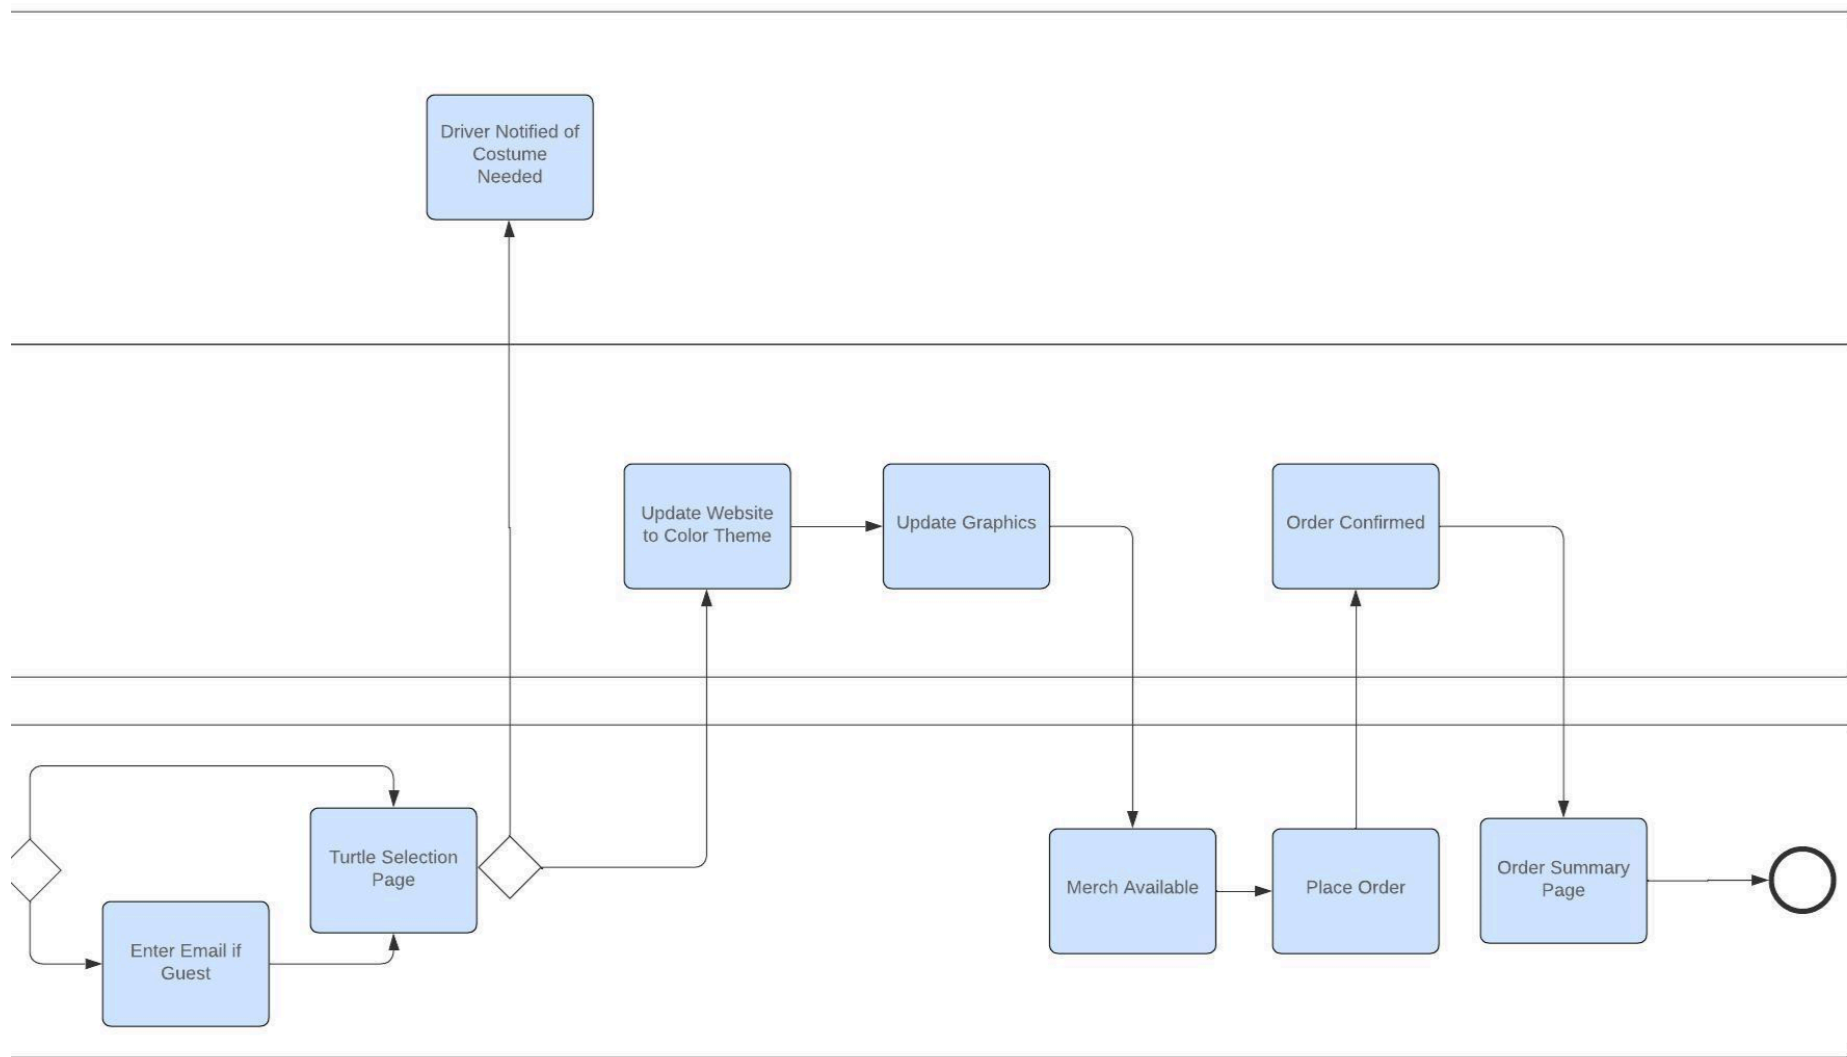 Driver Notified of
Costume
Needed
Update Website
to Color Theme
Update Graphics
Order Confirmed
Turtle Selection
Page
Enter Email if
Guest
Merch Available
Place Order
Order Summary
Page